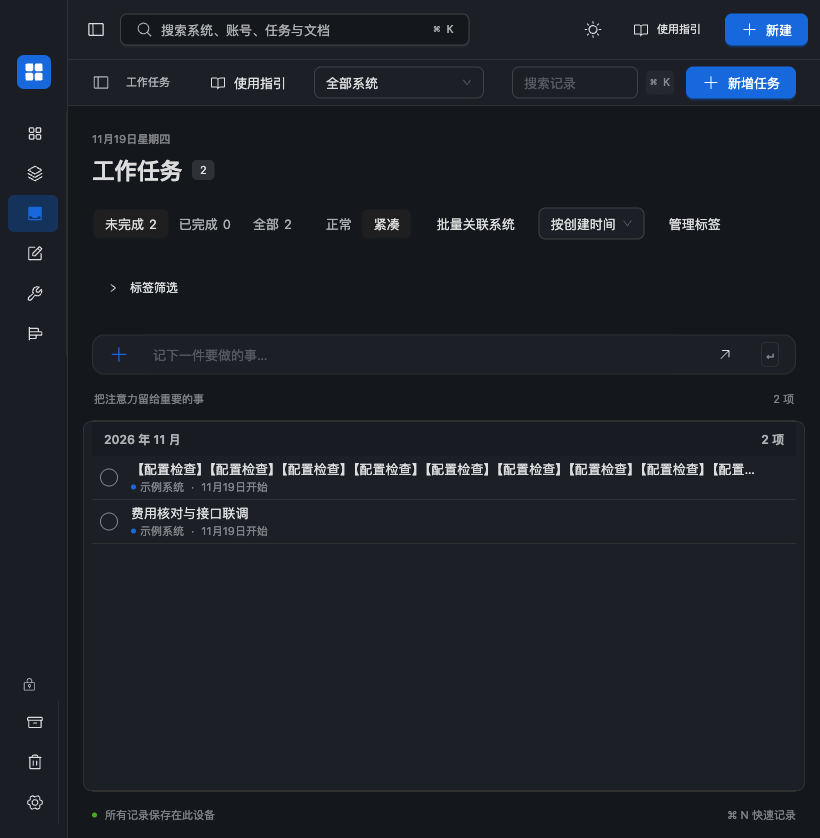 搜索系统、账号、任务与文档 ⌘ K 使用指引 新建
工作任务 使用指引 全部系统 搜索记录 ⌘ K 新增任务
11月19日星期四
工作任务 2
未完成 2 已完成 0 全部 2 正常 紧凑 批量关联系统 按创建时间 管理标签
标签筛选
记下一件要做的事...
把注意力留给重要的事 2 项
2026 年 11 月 2 项
【配置检查】【配置检查】【配置检查】【配置检查】【配置检查】【配置检查】【配置检查】【配置检查】【配置...
示例系统 · 11月19日开始
费用核对与接口联调
示例系统 · 11月19日开始
所有记录保存在此设备 ⌘ N 快速记录